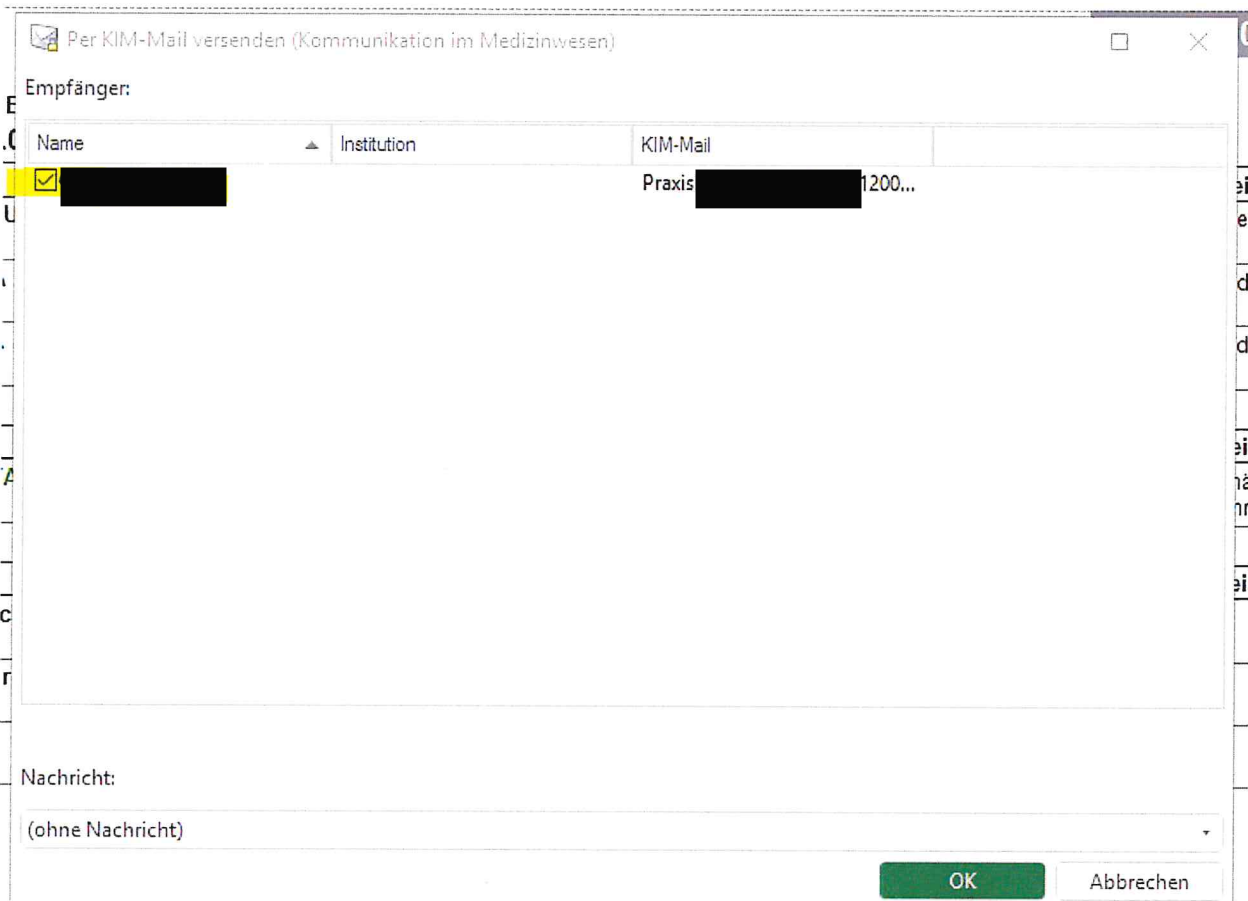 Per KIM-Mail versenden (Kommunikation im Medizinwesen)
Empfänger:
Name Institution KIM-Mail
Praxis 1200...
Nachricht:
(ohne Nachricht)
OK Abbrechen